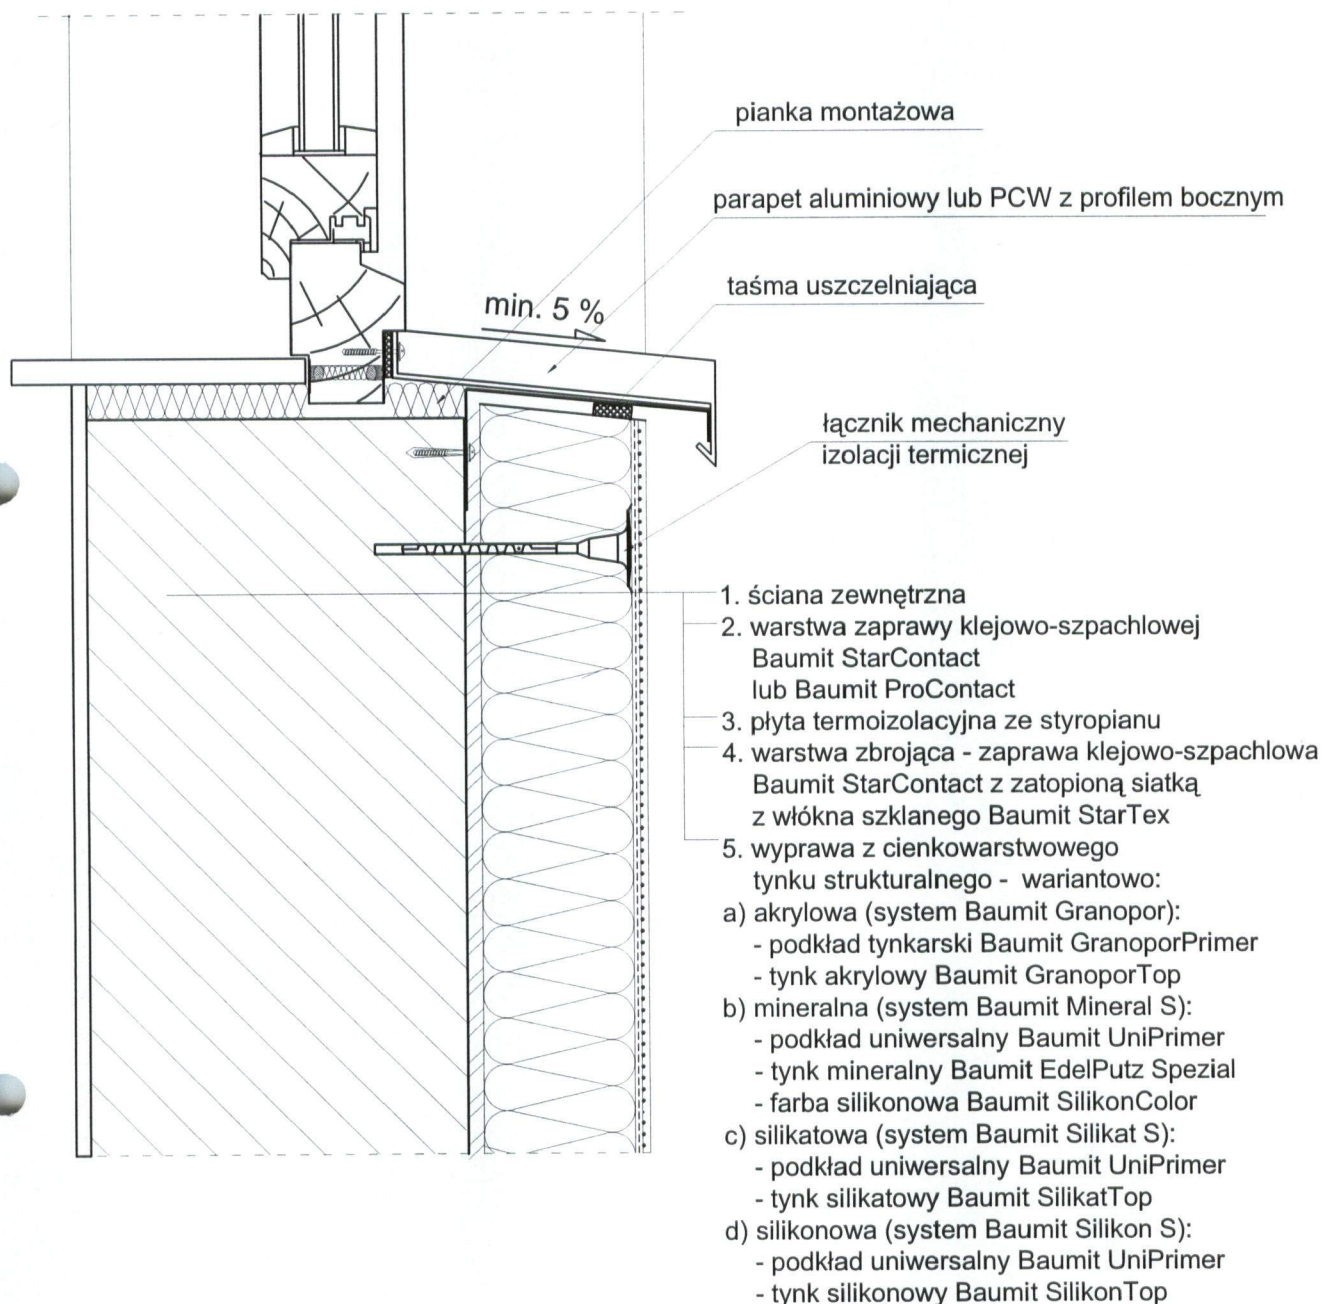 pianka montażowa
parapet aluminiowy lub PCW z profilem bocznym
taśma uszczelniająca
min. 5 %
łącznik mechaniczny
izolacji termicznej
1. ściana zewnętrzna
2. warstwa zaprawy klejowo-szpachlowej
Baumit StarContact
lub Baumit ProContact
3. płyta termoizolacyjna ze styropianu
4. warstwa zbrojąca - zaprawa klejowo-szpachlowa
Baumit StarContact z zatopioną siatką
z włókna szklanego Baumit StarTex
5. wyprawa z cienkowarstwowego
tynku strukturalnego - wariantowo:
a) akrylowa (system Baumit Granopor):
- podkład tynkarski Baumit GranoporPrimer
- tynk akrylowy Baumit GranoporTop
b) mineralna (system Baumit Mineral S):
- podkład uniwersalny Baumit UniPrimer
- tynk mineralny Baumit EdelPutz Spezial
- farba silikonowa Baumit SilikonColor
c) silikatowa (system Baumit Silikat S):
- podkład uniwersalny Baumit UniPrimer
- tynk silikatowy Baumit SilikatTop
d) silikonowa (system Baumit Silikon S):
- podkład uniwersalny Baumit UniPrimer
- tynk silikonowy Baumit SilikonTop